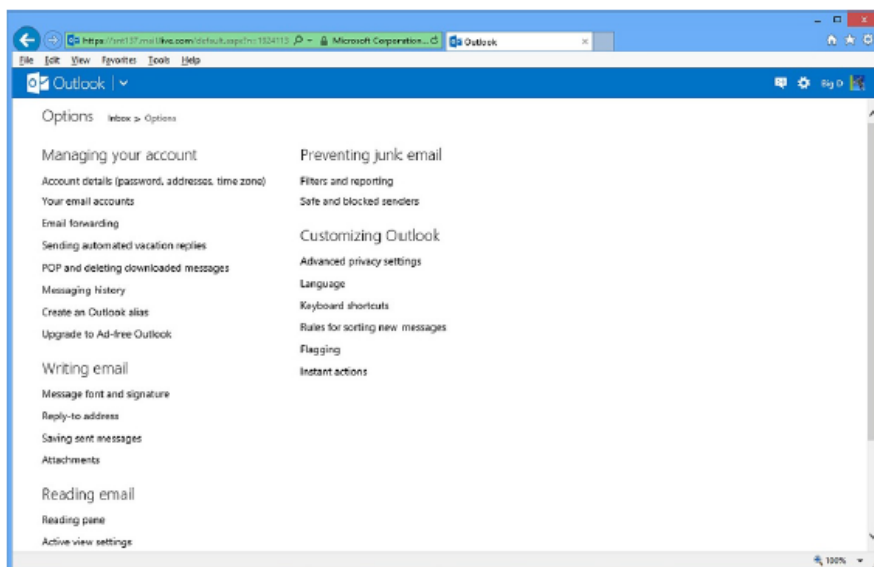 Microsoft Corporation...
Outlook
File Edit View Favorites Tools Help
Outlook
Big D
Options Inbox > Options
Managing your account
Account details (password, addresses, time zone)
Your email accounts
Email forwarding
Sending automated vacation replies
POP and deleting downloaded messages
Messaging history
Create an Outlook alias
Upgrade to Ad-free Outlook
Writing email
Message font and signature
Reply-to address
Saving sent messages
Attachments
Reading email
Reading pane
Active view settings
Preventing junk email
Filters and reporting
Safe and blocked senders
Customizing Outlook
Advanced privacy settings
Language
Keyboard shortcuts
Rules for sorting new messages
Flagging
Instant actions
100%